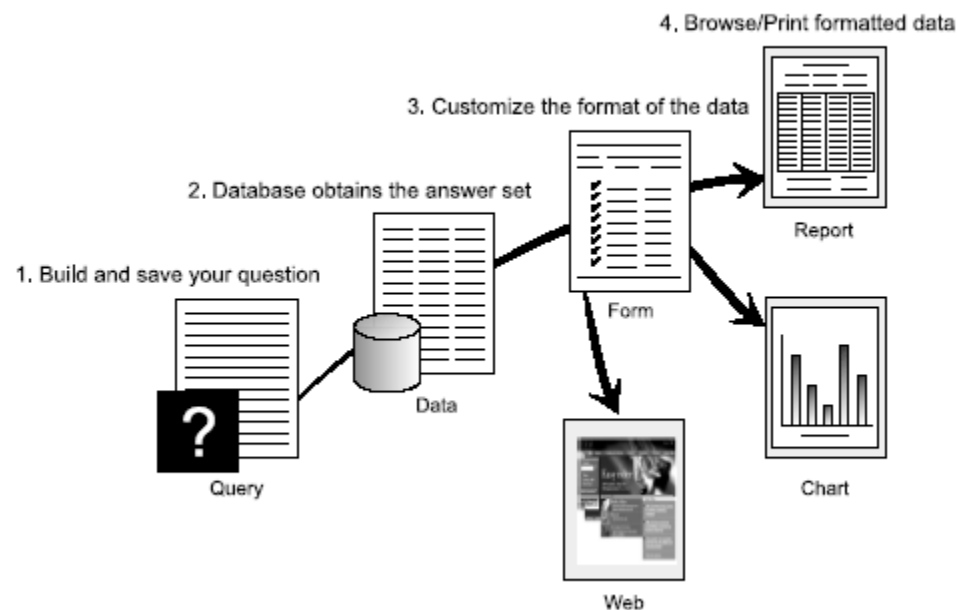 4. Browse/Print formatted data
3. Customize the format of the data
2. Database obtains the answer set
Report
1. Build and save your question
Form
Data
?
Query
Chart
Web